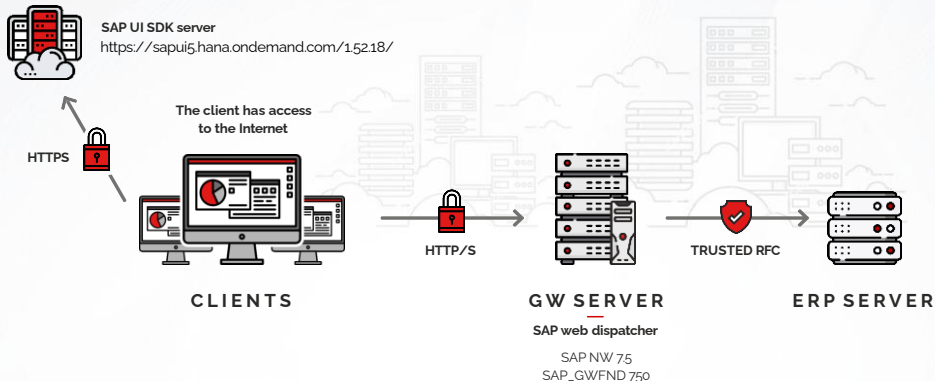 SAP UI SDK server
https://sapui5.hana.ondemand.com/1.52.18/
The client has access
to the Internet
HTTPS
HTTP/S
TRUSTED RFC
CLIENTS
GW SERVER
ERP SERVER
SAP web dispatcher
SAP NW 7.5
SAP_GWFND 750